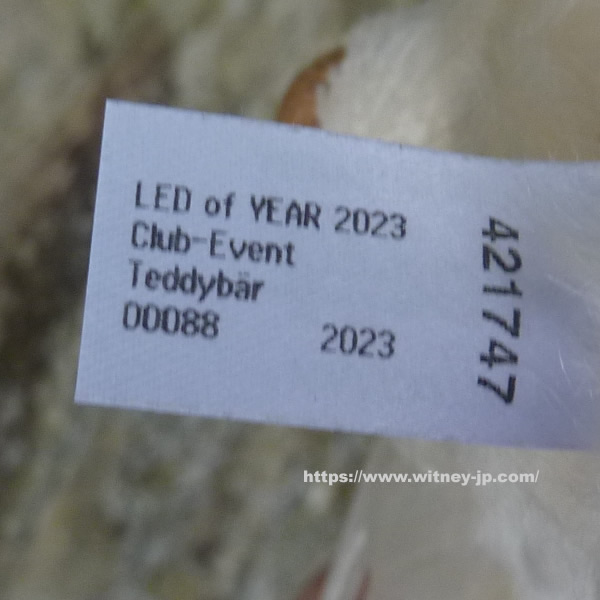 LED of YEAR 2023
Club-Event
Teddybär
00088 2023
421747
https://www.witney-jp.com/